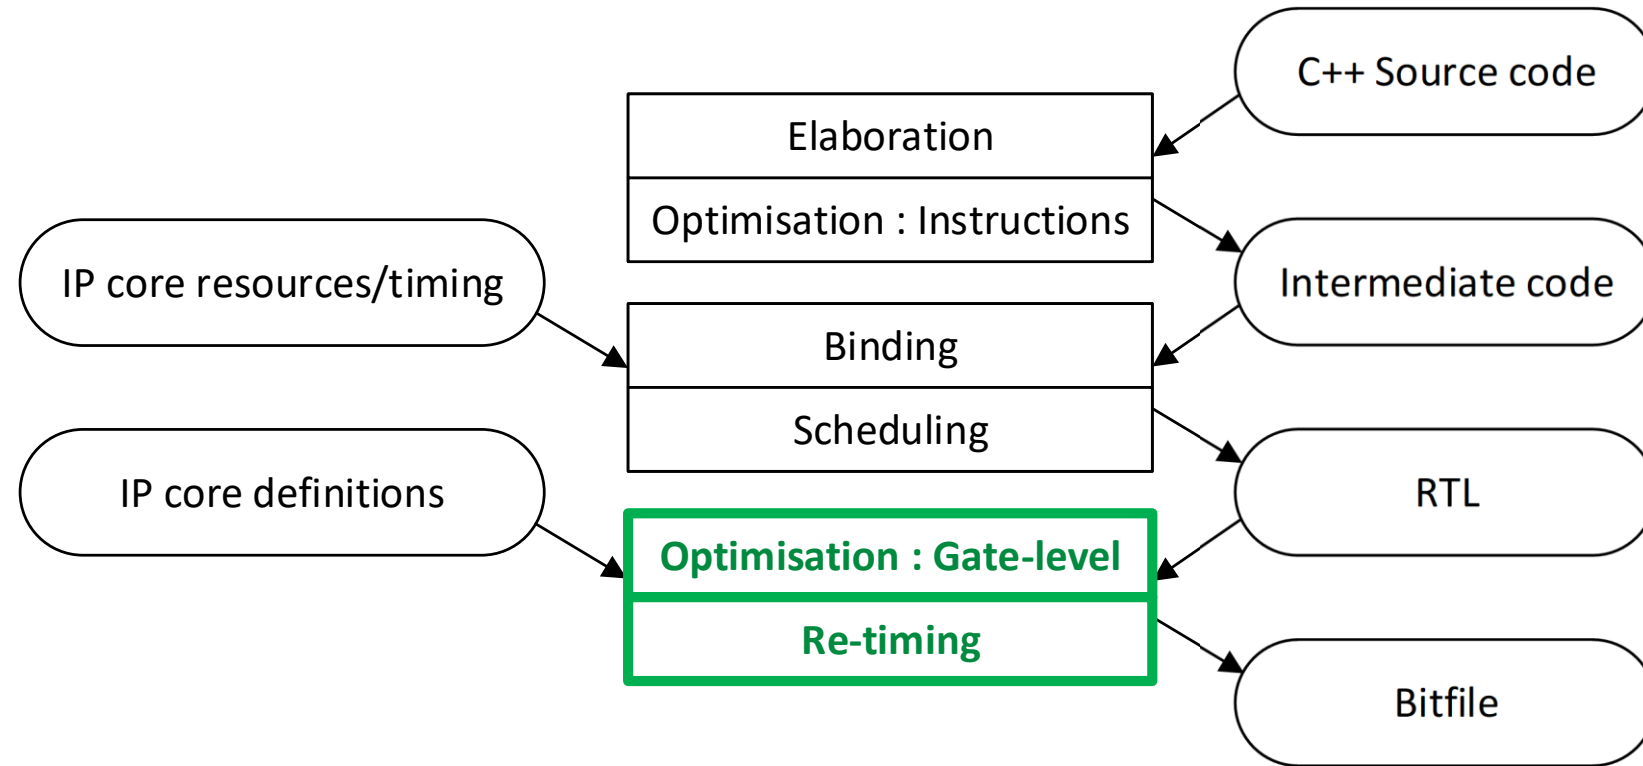 C++ Source code
Elaboration
Optimisation : Instructions
IP core resources/timing
Intermediate code
Binding
Scheduling
IP core definitions
RTL
Optimisation : Gate-level
Re-timing
Bitfile